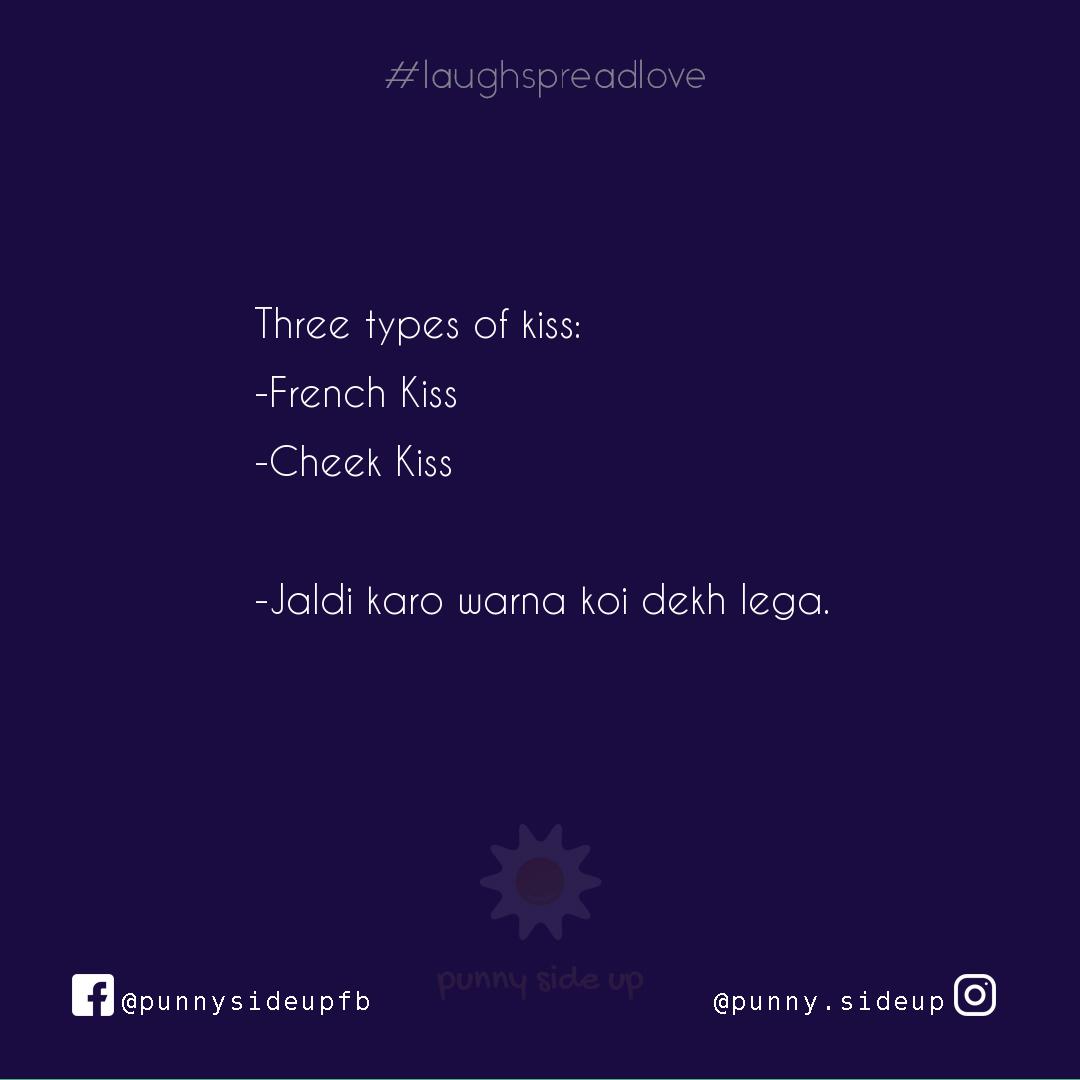 #laughspreadlove
Three types of kiss:
-French Kiss
-Cheek Kiss
-Jaldi karo warna koi dekh lega.
punny side up
@punnysideupfb
@punny.sideup